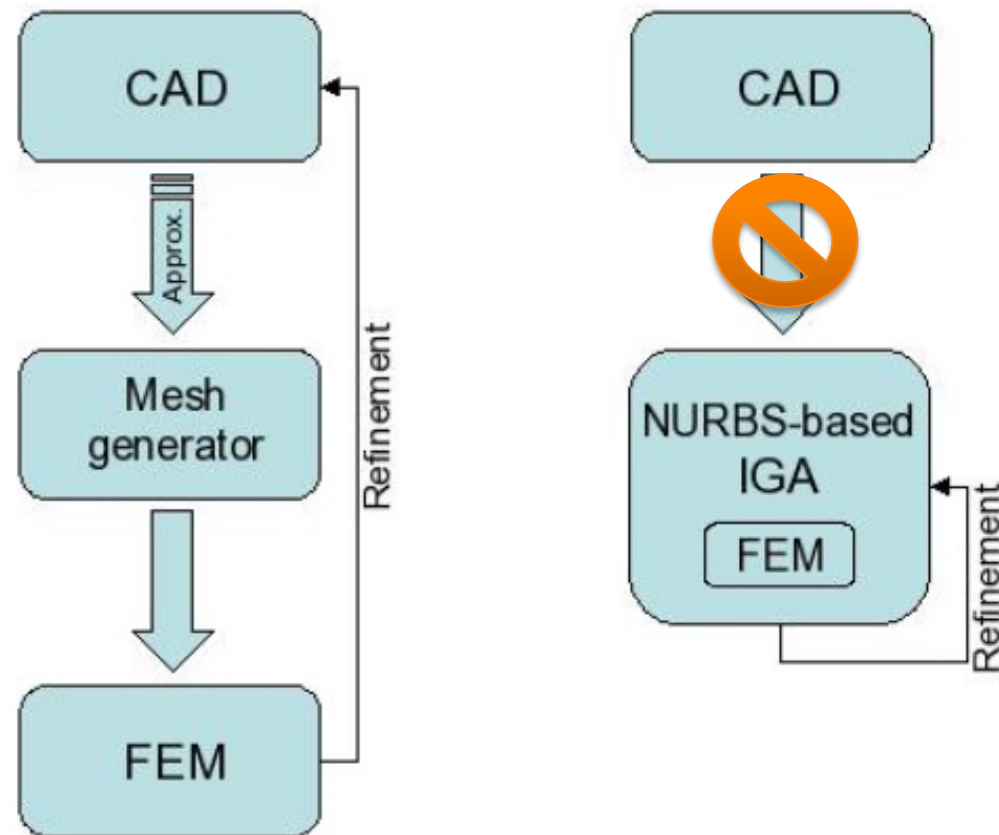 CAD
Approx.
Mesh
generator
FEM
Refinement
CAD
NURBS-based
IGA
FEM
Refinement